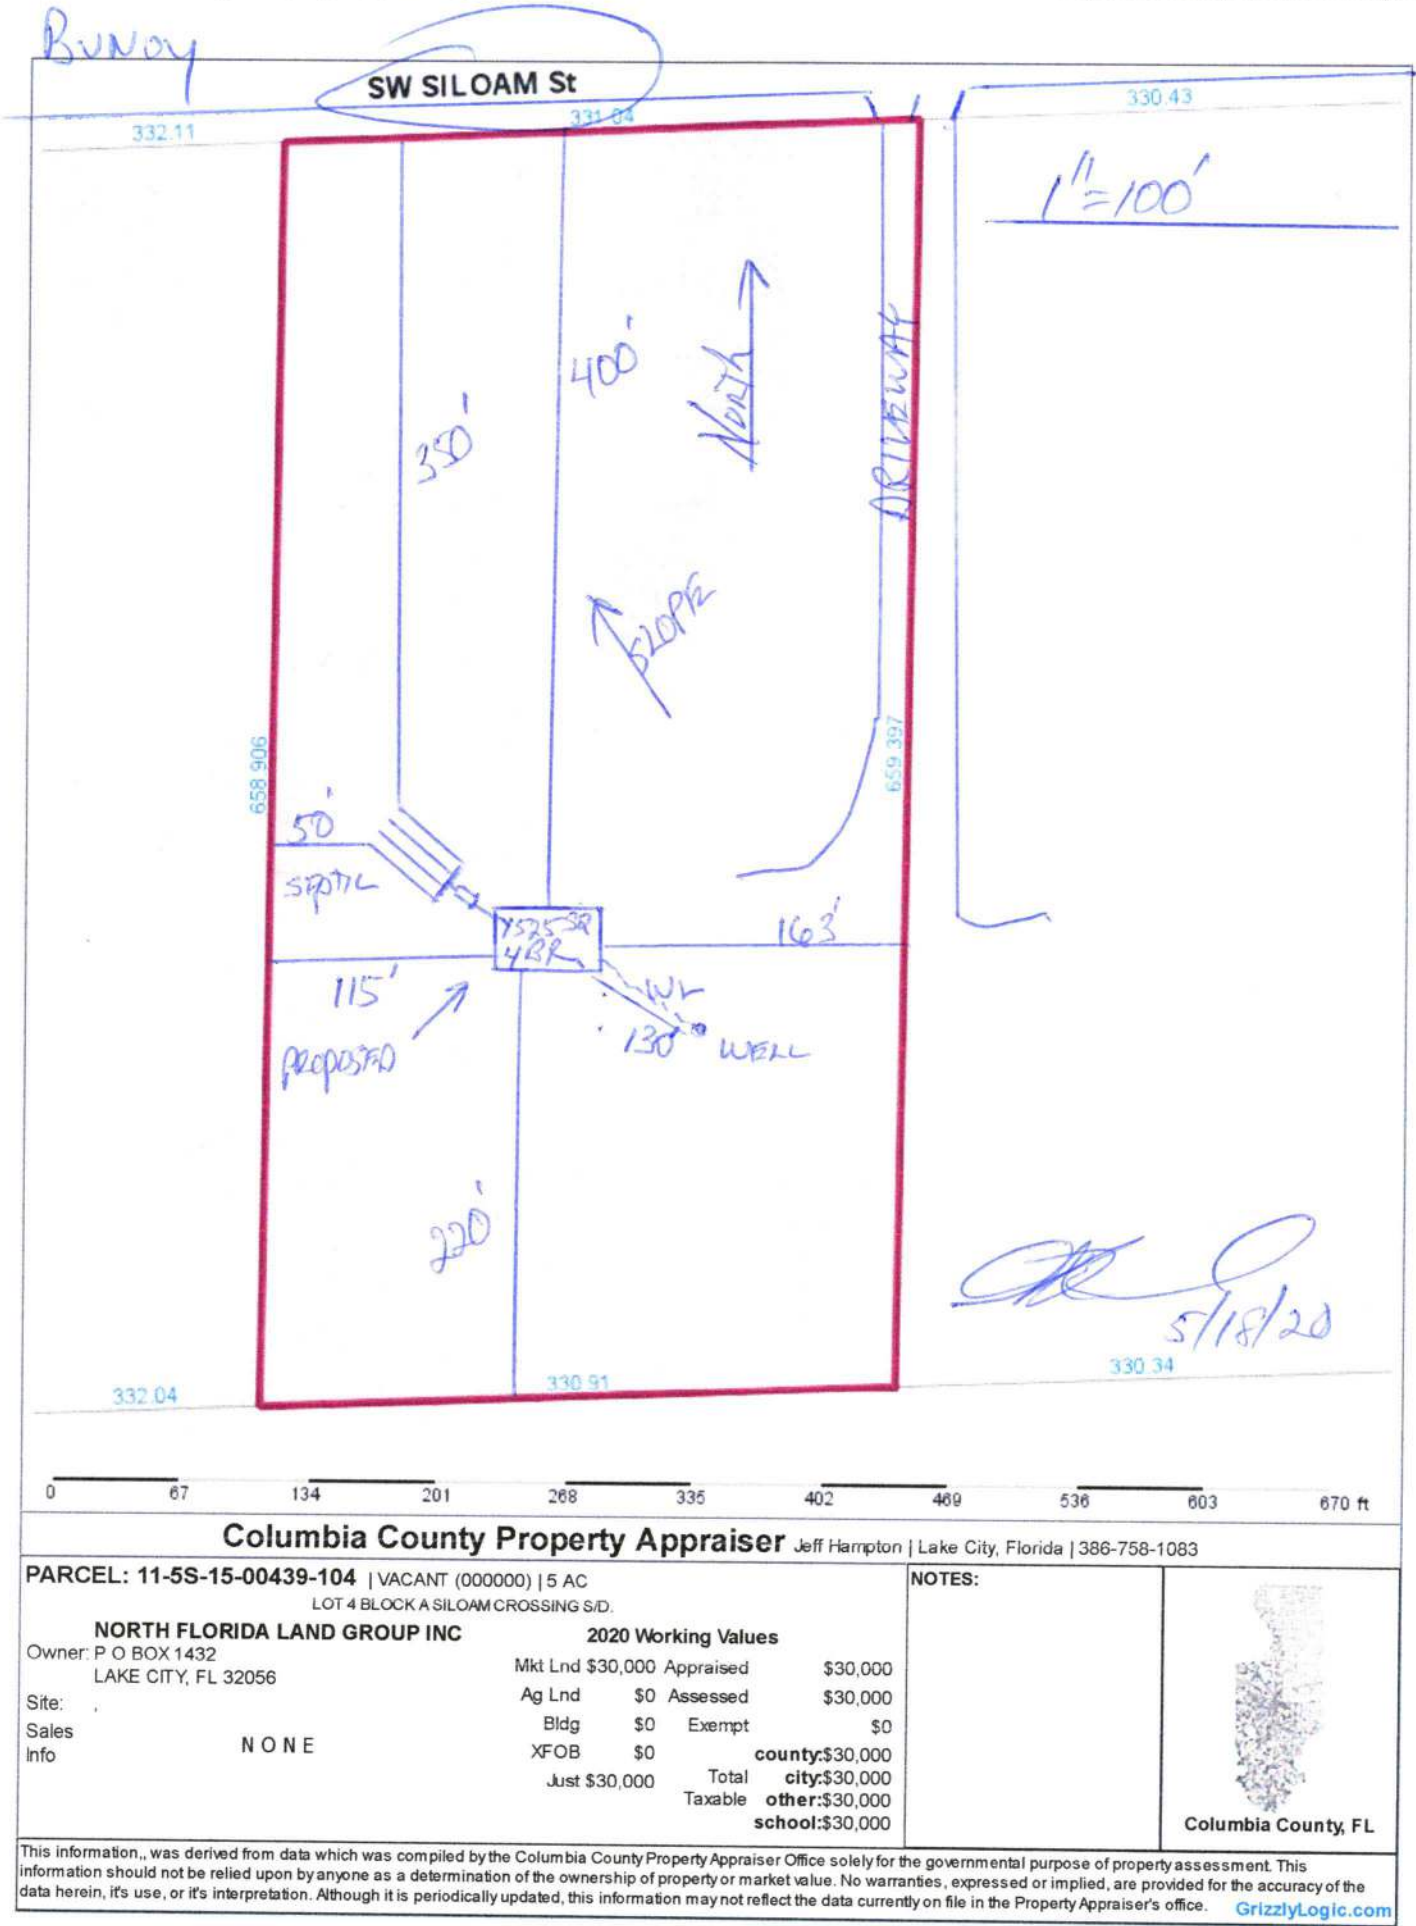 BUNDY
SW SILOAM St
332.11
331.04
330.43
1"=100'
400'
North
350'
DRIVEWAY
SLOPE
658.906
659.397
50'
SEPTIC
4BR
163'
115'
WL
130'
WELL
PROPOSED
220'
5/18/20
332.04
330.91
330.34
0 67 134 201 268 335 402 469 536 603 670 ft
Columbia County Property Appraiser Jeff Hampton | Lake City, Florida | 386-758-1083
PARCEL: 11-5S-15-00439-104 | VACANT (000000) | 5 AC
LOT 4 BLOCK A SILOAM CROSSING S/D.
NOTES:
NORTH FLORIDA LAND GROUP INC
Owner: P O BOX 1432
LAKE CITY, FL 32056
Site: ,
Sales
Info
NONE
2020 Working Values
Mkt Lnd $30,000 Appraised $30,000
Ag Lnd $0 Assessed $30,000
Bldg $0 Exempt $0
XFOB $0 county:$30,000
Just $30,000 Total city:$30,000
Taxable other:$30,000
school:$30,000
Columbia County, FL
This information,, was derived from data which was compiled by the Columbia County Property Appraiser Office solely for the governmental purpose of property assessment. This
information should not be relied upon by anyone as a determination of the ownership of property or market value. No warranties, expressed or implied, are provided for the accuracy of the
data herein, it's use, or it's interpretation. Although it is periodically updated, this information may not reflect the data currently on file in the Property Appraiser's office. GrizzlyLogic.com